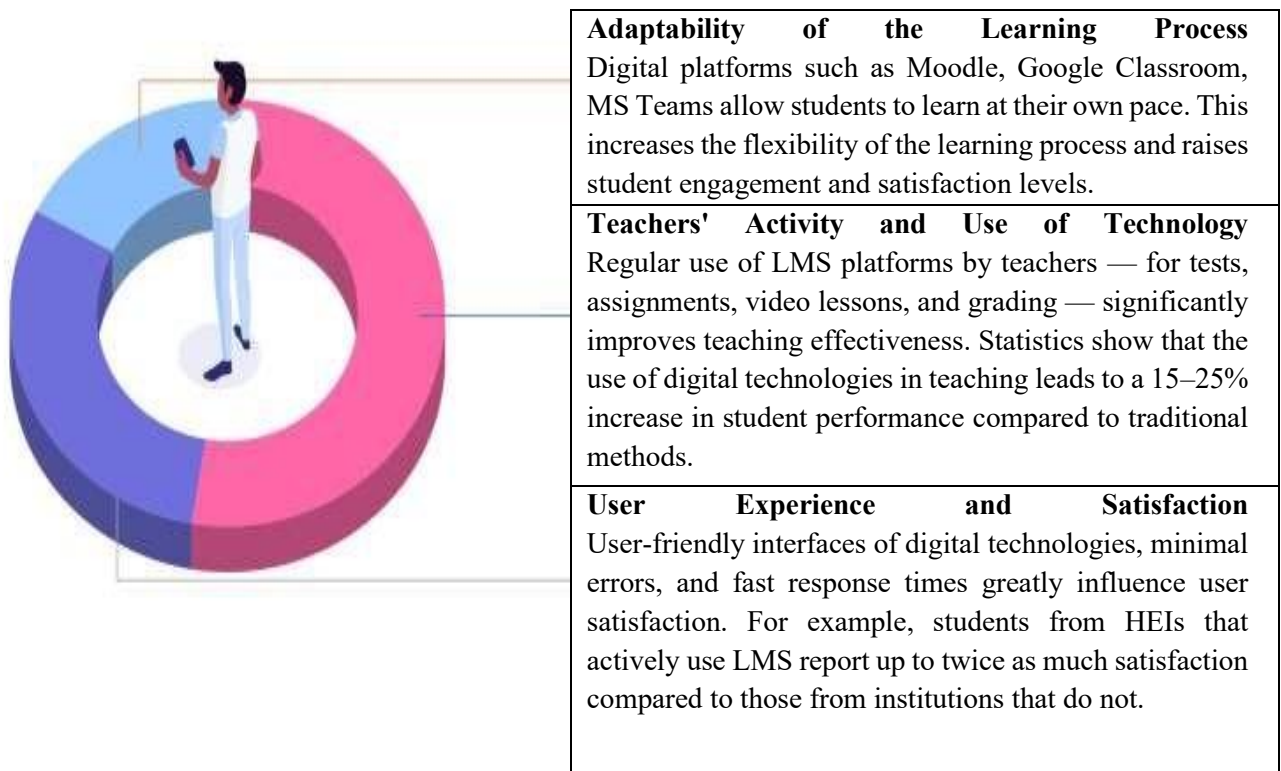 Adaptability of the Learning Process
Digital platforms such as Moodle, Google Classroom,
MS Teams allow students to learn at their own pace. This
increases the flexibility of the learning process and raises
student engagement and satisfaction levels.
Teachers' Activity and Use of Technology
Regular use of LMS platforms by teachers — for tests,
assignments, video lessons, and grading — significantly
improves teaching effectiveness. Statistics show that the
use of digital technologies in teaching leads to a 15–25%
increase in student performance compared to traditional
methods.
User Experience and Satisfaction
User-friendly interfaces of digital technologies, minimal
errors, and fast response times greatly influence user
satisfaction. For example, students from HEIs that
actively use LMS report up to twice as much satisfaction
compared to those from institutions that do not.